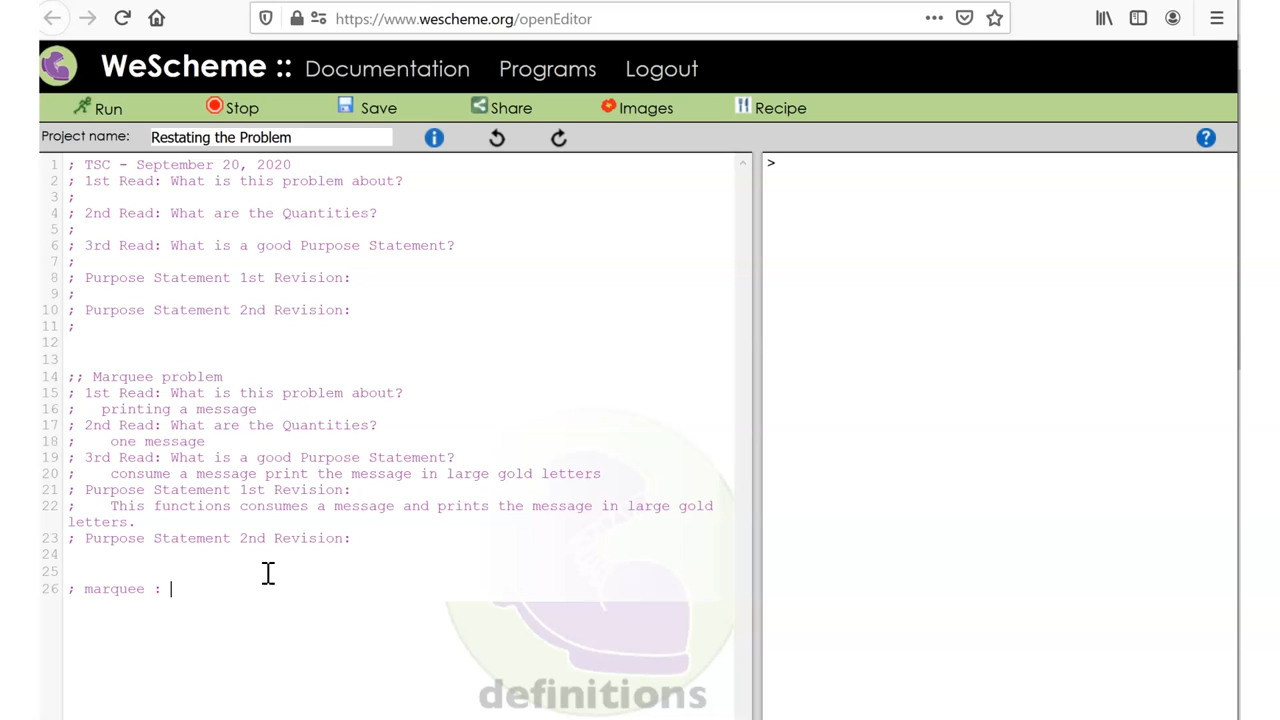 https://www.wescheme.org/openEditor
WeScheme :: Documentation Programs Logout
Run Stop Save Share Images Recipe
Project name: Restating the Problem
1 ; TSC - September 20, 2020
2 ; 1st Read: What is this problem about?
3 ;
4 ; 2nd Read: What are the Quantities?
5 ;
6 ; 3rd Read: What is a good Purpose Statement?
7 ;
8 ; Purpose Statement 1st Revision:
9 ;
10 ; Purpose Statement 2nd Revision:
11 ;
12
13
14 ;; Marquee problem
15 ; 1st Read: What is this problem about?
16 ;   printing a message
17 ; 2nd Read: What are the Quantities?
18 ;    one message
19 ; 3rd Read: What is a good Purpose Statement?
20 ;    consume a message print the message in large gold letters
21 ; Purpose Statement 1st Revision:
22 ;    This functions consumes a message and prints the message in large gold
letters.
23 ; Purpose Statement 2nd Revision:
24
25
26 ; marquee :
definitions
>